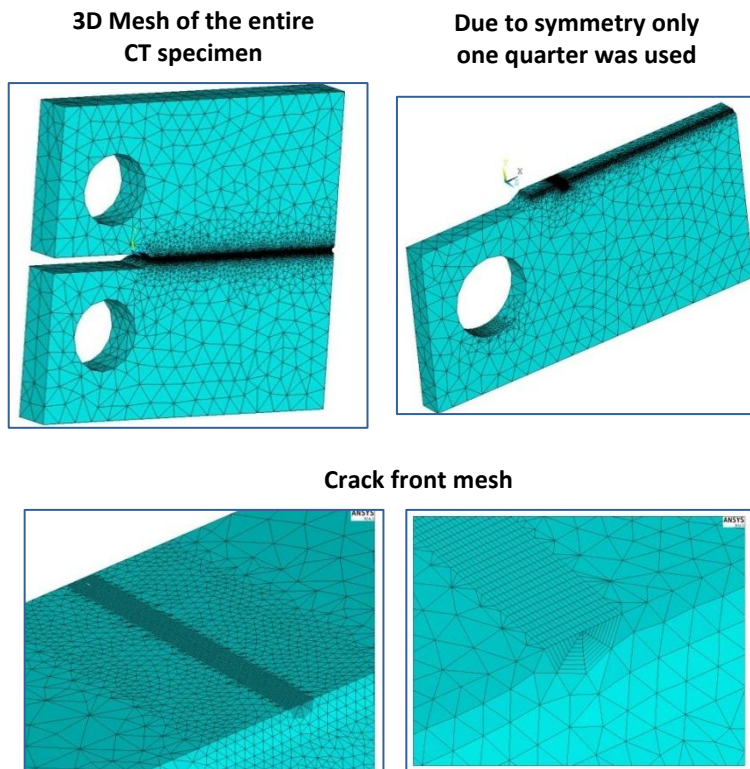 3D Mesh of the entire
CT specimen
Due to symmetry only
one quarter was used
X
Crack front mesh
ANSYS
ANSYS